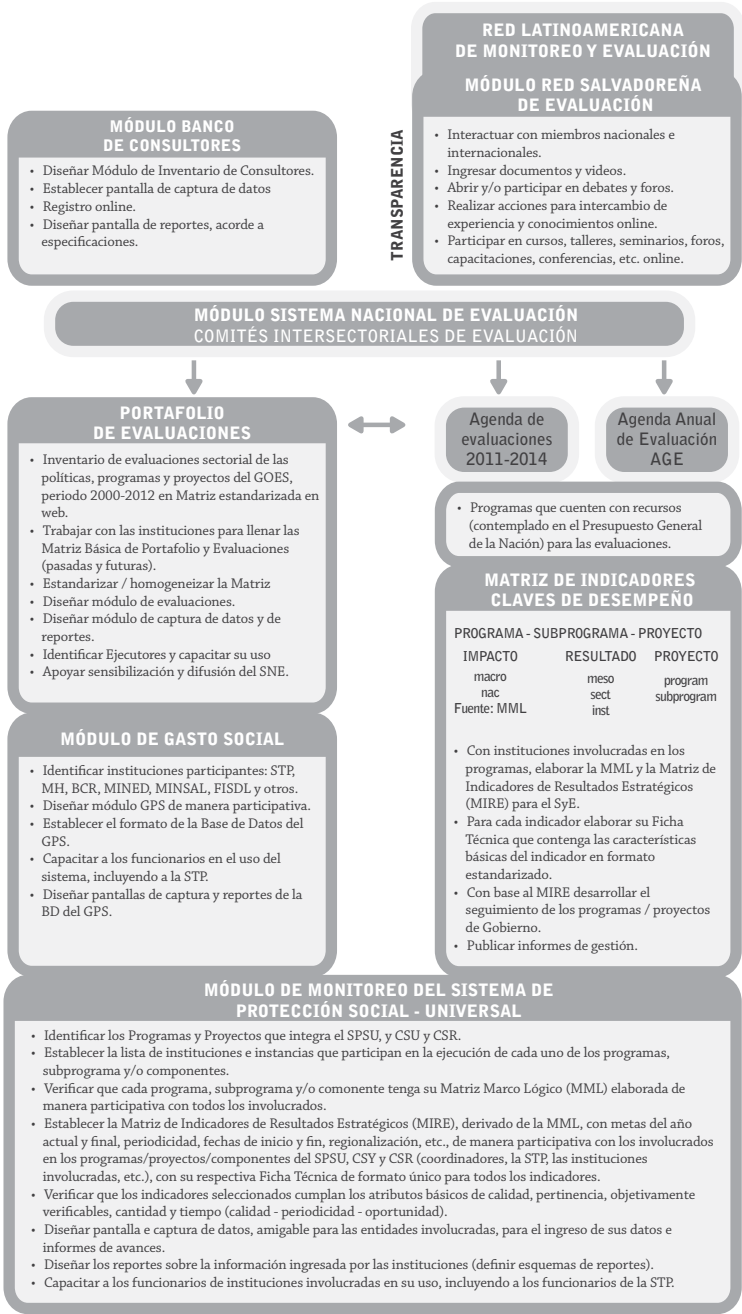 RED LATINOAMERICANA
DE MONITOREO Y EVALUACIÓN
MÓDULO RED SALVADOREÑA
DE EVALUACIÓN
• Interactuar con miembros nacionales e
internacionales.
• Ingresar documentos y videos.
• Abrir y/o participar en debates y foros.
• Realizar acciones para intercambio de
experiencia y conocimientos online.
• Participar en cursos, talleres, seminarios, foros,
capacitaciones, conferencias, etc. online.
TRANSPARENCIA
MÓDULO BANCO
DE CONSULTORES
• Diseñar Módulo de Inventario de Consultores.
• Establecer pantalla de captura de datos
• Registro online.
• Diseñar pantalla de reportes, acorde a
especificaciones.
MÓDULO SISTEMA NACIONAL DE EVALUACIÓN
COMITÉS INTERSECTORIALES DE EVALUACIÓN
PORTAFOLIO
DE EVALUACIONES
• Inventario de evaluaciones sectorial de las
políticas, programas y proyectos del GOES,
periodo 2000-2012 en Matriz estandarizada en
web.
• Trabajar con las instituciones para llenar las
Matriz Básica de Portafolio y Evaluaciones
(pasadas y futuras).
• Estandarizar / homogeneizar la Matriz
• Diseñar módulo de evaluaciones.
• Diseñar módulo de captura de datos y de
reportes.
• Identificar Ejecutores y capacitar su uso
• Apoyar sensibilización y difusión del SNE.
Agenda de
evaluaciones
2011-2014
Agenda Anual
de Evaluación
AGE
• Programas que cuenten con recursos
(contemplado en el Presupuesto General
de la Nación) para las evaluaciones.
MATRIZ DE INDICADORES
CLAVES DE DESEMPEÑO
PROGRAMA - SUBPROGRAMA - PROYECTO
IMPACTO RESULTADO PROYECTO
macro meso program
nac sect subprogram
Fuente: MML inst
• Con instituciones involucradas en los
programas, elaborar la MML y la Matriz de
Indicadores de Resultados Estratégicos
(MIRE) para el SyE.
• Para cada indicador elaborar su Ficha
Técnica que contenga las características
básicas del indicador en formato
estandarizado.
• Con base al MIRE desarrollar el
seguimiento de los programas / proyectos
de Gobierno.
• Publicar informes de gestión.
MÓDULO DE GASTO SOCIAL
• Identificar instituciones participantes: STP,
MH, BCR, MINED, MINSAL, FISDL y otros.
• Diseñar módulo GPS de manera participativa.
• Establecer el formato de la Base de Datos del
GPS.
• Capacitar a los funcionarios en el uso del
sistema, incluyendo a la STP.
• Diseñar pantallas de captura y reportes de la
BD del GPS.
MÓDULO DE MONITOREO DEL SISTEMA DE
PROTECCIÓN SOCIAL - UNIVERSAL
• Identificar los Programas y Proyectos que integra el SPSU, y CSU y CSR.
• Establecer la lista de instituciones e instancias que participan en la ejecución de cada uno de los programas,
subprograma y/o componentes.
• Verificar que cada programa, subprograma y/o comonente tenga su Matriz Marco Lógico (MML) elaborada de
manera participativa con todos los involucrados.
• Establecer la Matriz de Indicadores de Resultados Estratégicos (MIRE), derivado de la MML, con metas del año
actual y final, periodicidad, fechas de inicio y fin, regionalización, etc., de manera participativa con los involucrados
en los programas/proyectos/componentes del SPSU, CSY y CSR (coordinadores, la STP, las instituciones
involucradas, etc.), con su respectiva Ficha Técnica de formato único para todos los indicadores.
• Verificar que los indicadores seleccionados cumplan los atributos básicos de calidad, pertinencia, objetivamente
verificables, cantidad y tiempo (calidad - periodicidad - oportunidad).
• Diseñar pantalla e captura de datos, amigable para las entidades involucradas, para el ingreso de sus datos e
informes de avances.
• Diseñar los reportes sobre la información ingresada por las instituciones (definir esquemas de reportes).
• Capacitar a los funcionarios de instituciones involucradas en su uso, incluyendo a los funcionarios de la STP.